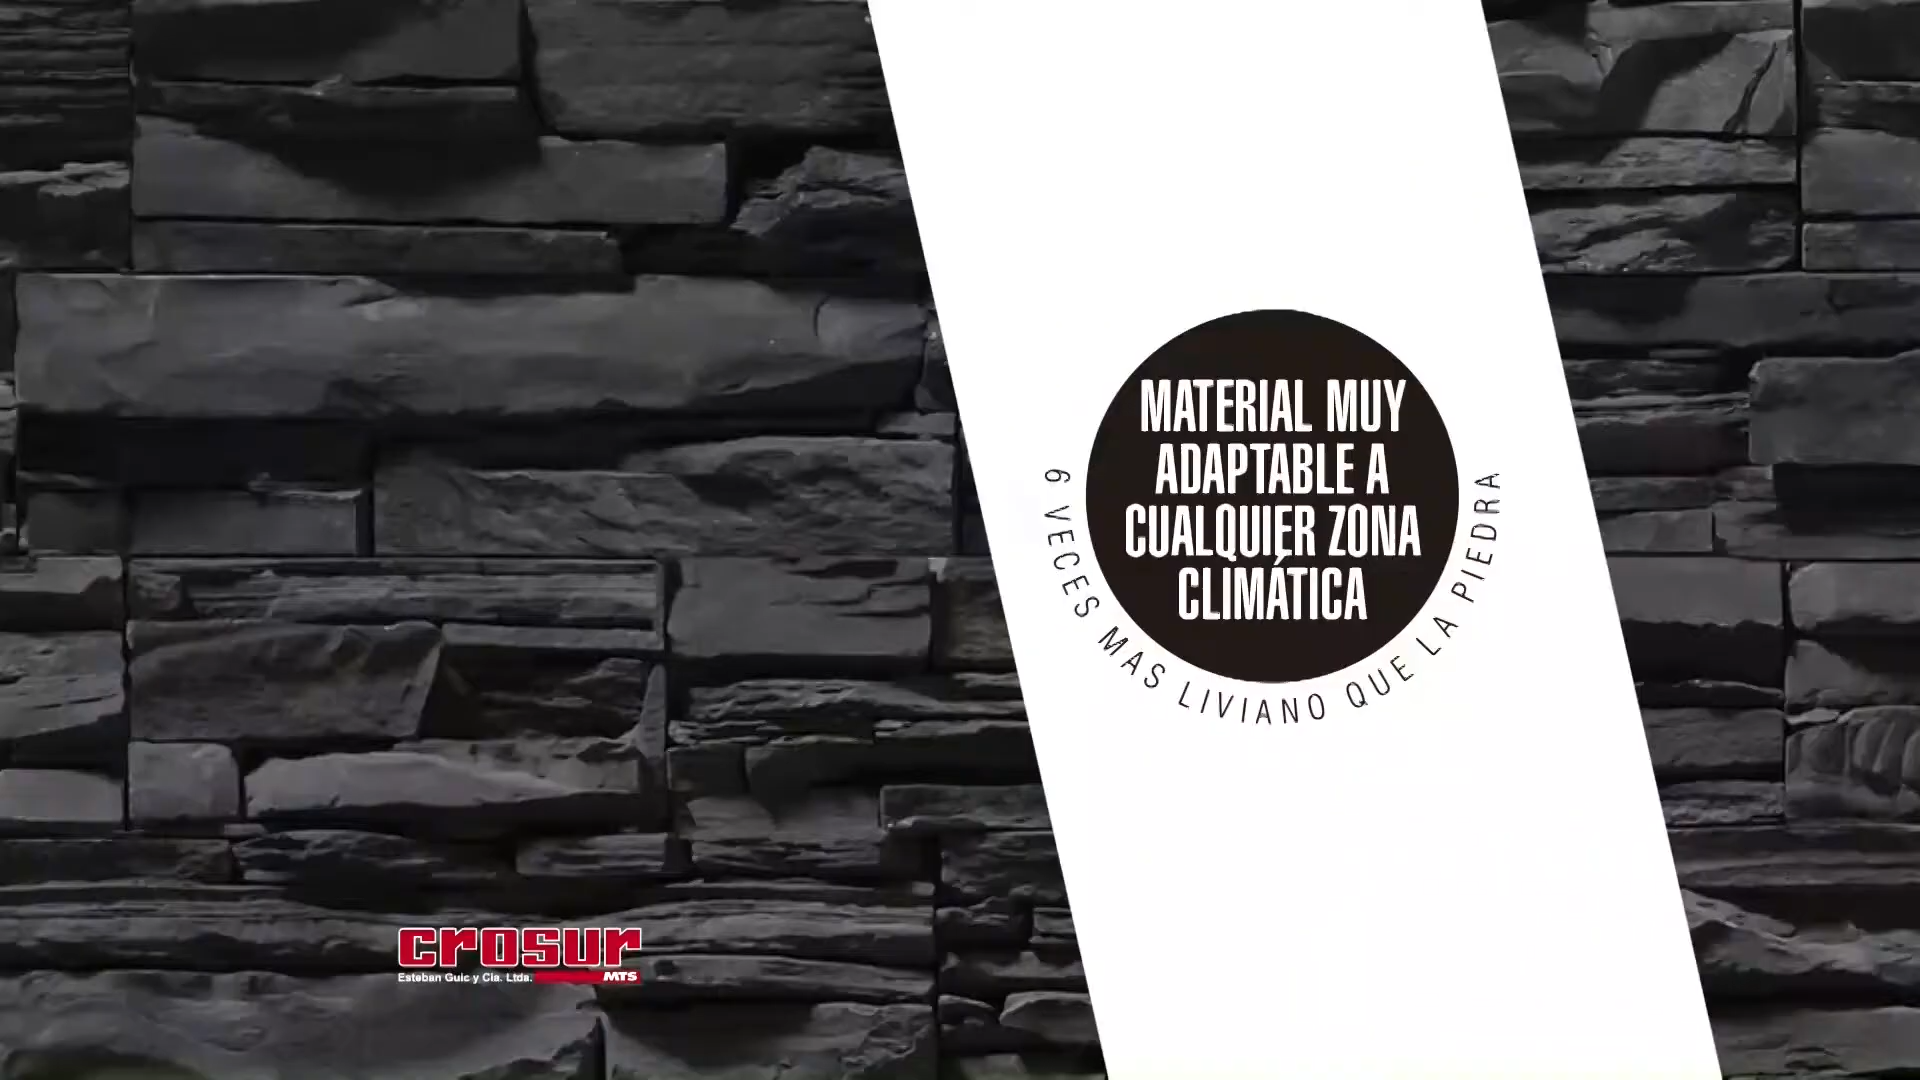 MATERIAL MUY
ADAPTABLE A
CUALQUIER ZONA
CLIMÁTICA
6 VECES MAS LIVIANO QUE LA PIEDRA
crosur
Esteban Guic y Cia. Ltda. MTS